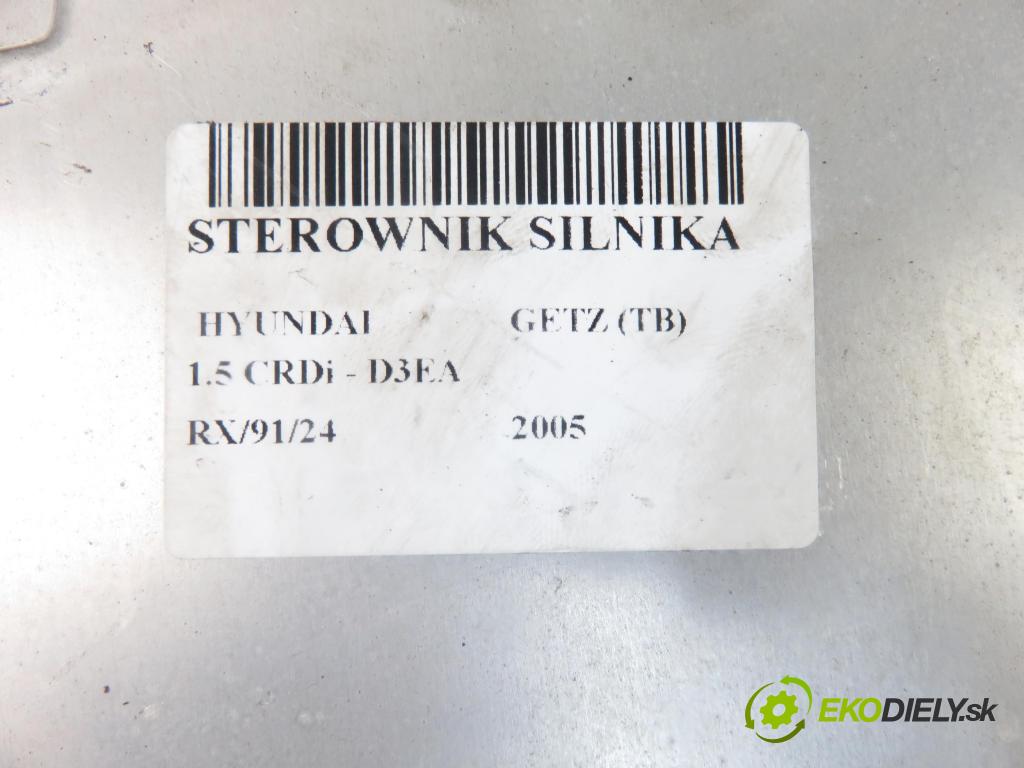 STEROWNIK SILNIKA
HYUNDAI GETZ (TB)
1.5 CRDi - D3EA
RX/91/24 2005
EKODIELY.sk